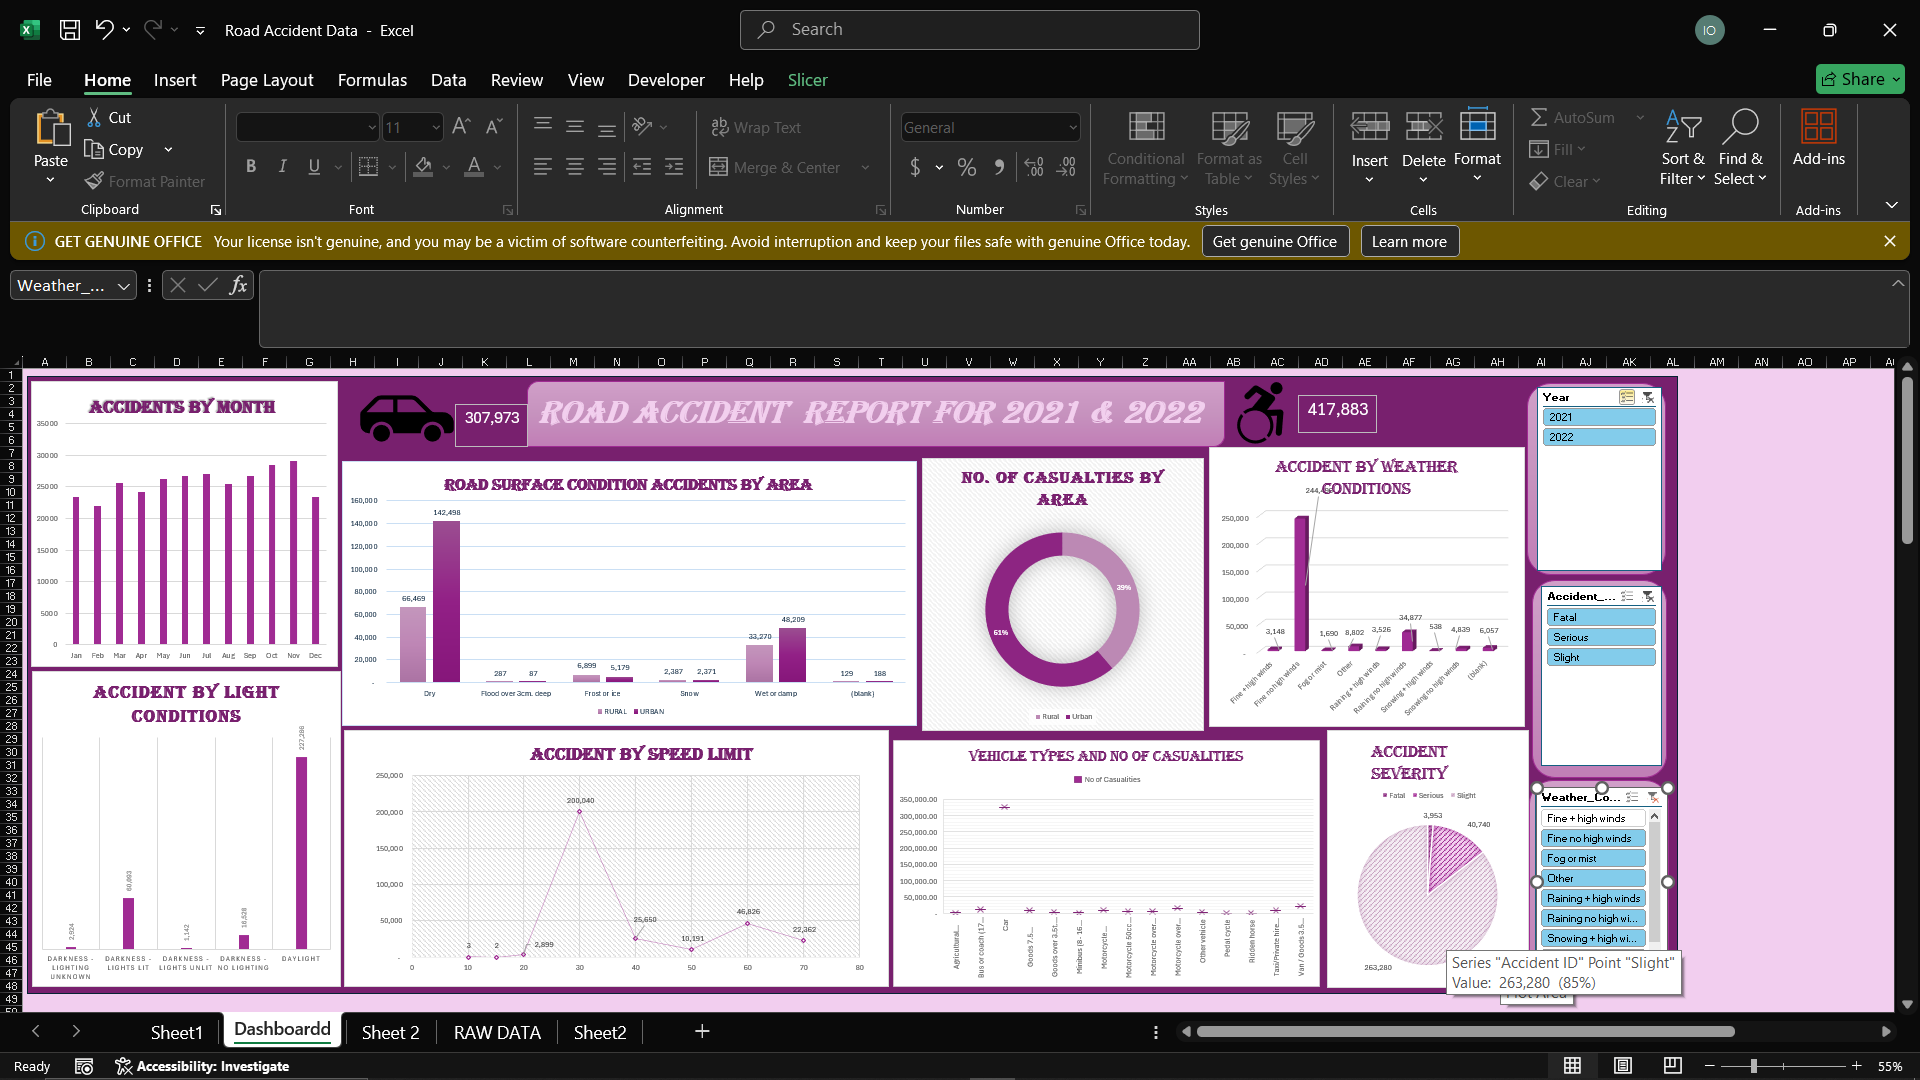 Road Accident Data - Excel
Search
IO
File Home Insert Page Layout Formulas Data Review View Developer Help Slicer
Share
Paste
Cut
Copy
Format Painter
Clipboard
11
B I U
Font
Wrap Text
Merge & Center
Alignment
General
Number
Conditional Formatting
Format as Table
Cell Styles
Styles
Insert
Delete
Format
Cells
AutoSum
Fill
Clear
Sort & Filter
Find & Select
Editing
Add-ins
Add-ins
GET GENUINE OFFICE Your license isn't genuine, and you may be a victim of software counterfeiting. Avoid interruption and keep your files safe with genuine Office today. Get genuine Office Learn more
Weather_...
fx
A B C D E F G H I J K L M N O P Q R S T U V W X Y Z AA AB AC AD AE AF AG AH AI AJ AK AL AM AN AO AP
ACCIDENTS BY MONTH
35000
30000
25000
20000
15000
10000
5000
0
Jan Feb Mar Apr May Jun Jul Aug Sep Oct Nov Dec
307,973
ROAD ACCIDENT REPORT FOR 2021 & 2022
417,883
ROAD SURFACE CONDITION ACCIDENTS BY AREA
160,000
140,000
120,000
100,000
80,000
60,000
40,000
20,000
-
66,469 142,498 287 87 6,899 5,179 2,387 2,371 33,270 48,209 129 188
Dry Flood over 3cm. deep Frost or ice Snow Wet or damp (blank)
RURAL URBAN
NO. OF CASUALTIES BY AREA
39%
61%
Rural Urban
ACCIDENT BY WEATHER CONDITIONS
250,000
200,000
150,000
100,000
50,000
-
3,148 1,690 8,802 3,526 34,877 538 4,839 6,057
Fine + high winds
Fine no high winds
Fog or mist
Other
Raining + high winds
Raining no high winds
Snowing + high winds
Snowing no high winds
(blank)
Year
2021
2022
Accident_...
Fatal
Serious
Slight
Weather_Co...
Fine + high winds
Fine no high winds
Fog or mist
Other
Raining + high winds
Raining no high wi...
Snowing + high wi...
ACCIDENT BY LIGHT CONDITIONS
2,924 60,093 1,142 16,528 227,286
DARKNESS - LIGHTING UNKNOWN
DARKNESS - LIGHTS LIT
DARKNESS - LIGHTS UNLIT
DARKNESS - NO LIGHTING
DAYLIGHT
ACCIDENT BY SPEED LIMIT
250,000
200,000
150,000
100,000
50,000
-
3 2 2,899 200,040 25,650 10,191 46,826 22,362
0 10 20 30 40 50 60 70 80
VEHICLE TYPES AND NO OF CASUALITIES
No of Casualities
350,000.00
300,000.00
250,000.00
200,000.00
150,000.00
100,000.00
50,000.00
-
Agricultural...
Bus or coach (17...
Car
Goods 7.5...
Goods over 3.5t...
Minibus (8 - 16...
Motorcycle...
Motorcycle 50cc...
Motorcycle over...
Motorcycle over...
Other vehicle
Pedal cycle
Ridden horse
Taxi/Private hire...
Van / Goods 3.5...
ACCIDENT SEVERITY
Fatal Serious Slight
3,953
40,740
263,280
Series "Accident ID" Point "Slight"
Value: 263,280 (85%)
Sheet1 Dashboardd Sheet 2 RAW DATA Sheet2
Ready Accessibility: Investigate 55%